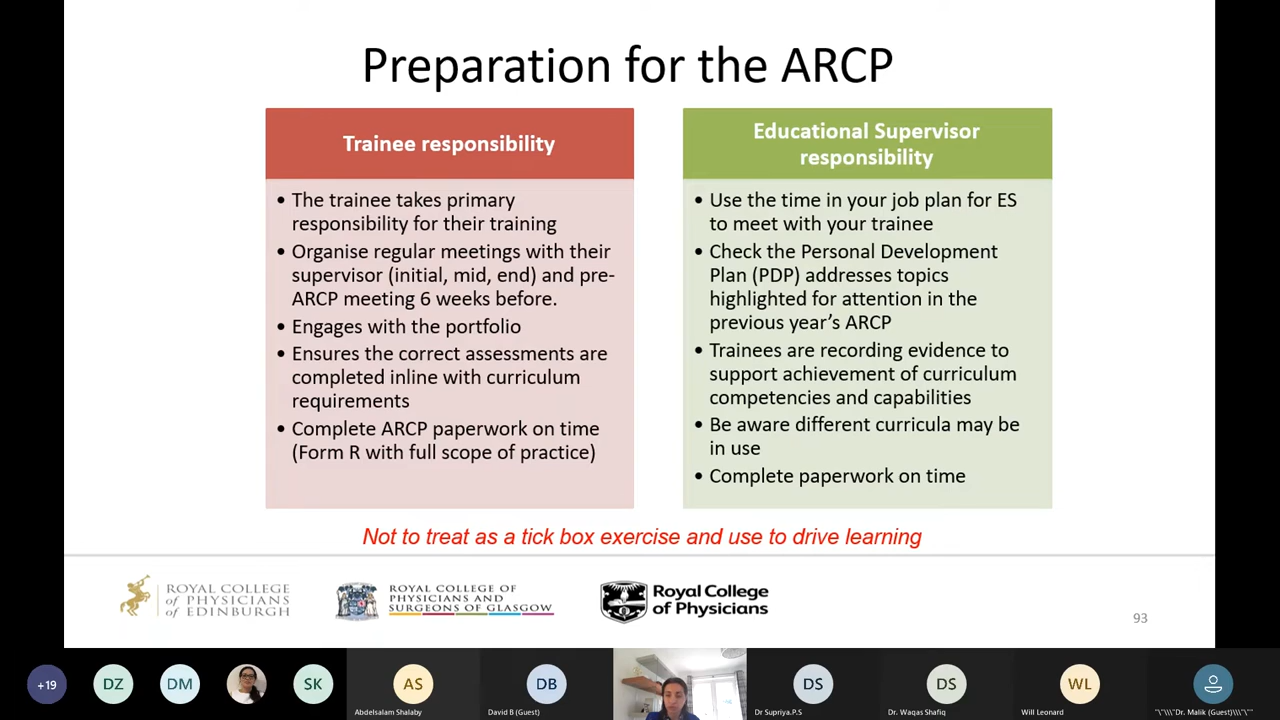 Preparation for the ARCP
Trainee responsibility
• The trainee takes primary
responsibility for their training
• Organise regular meetings with their
supervisor (initial, mid, end) and pre-
ARCP meeting 6 weeks before.
• Engages with the portfolio
• Ensures the correct assessments are
completed inline with curriculum
requirements
• Complete ARCP paperwork on time
(Form R with full scope of practice)
Educational Supervisor
responsibility
• Use the time in your job plan for ES
to meet with your trainee
• Check the Personal Development
Plan (PDP) addresses topics
highlighted for attention in the
previous year’s ARCP
• Trainees are recording evidence to
support achievement of curriculum
competencies and capabilities
• Be aware different curricula may be
in use
• Complete paperwork on time
Not to treat as a tick box exercise and use to drive learning
ROYAL COLLEGE
of PHYSICIANS
of EDINBURGH
ROYAL COLLEGE OF
PHYSICIANS AND
SURGEONS OF GLASGOW
Royal College
of Physicians
93
+19
DZ
DM
SK
AS
Abdelsalam Shalaby
DB
David B (Guest)
DS
Dr Supriya.P.S
DS
Dr. Waqas Shafiq
WL
Will Leonard
"\"\\\"Dr. Malik (Guest)\\\"\""